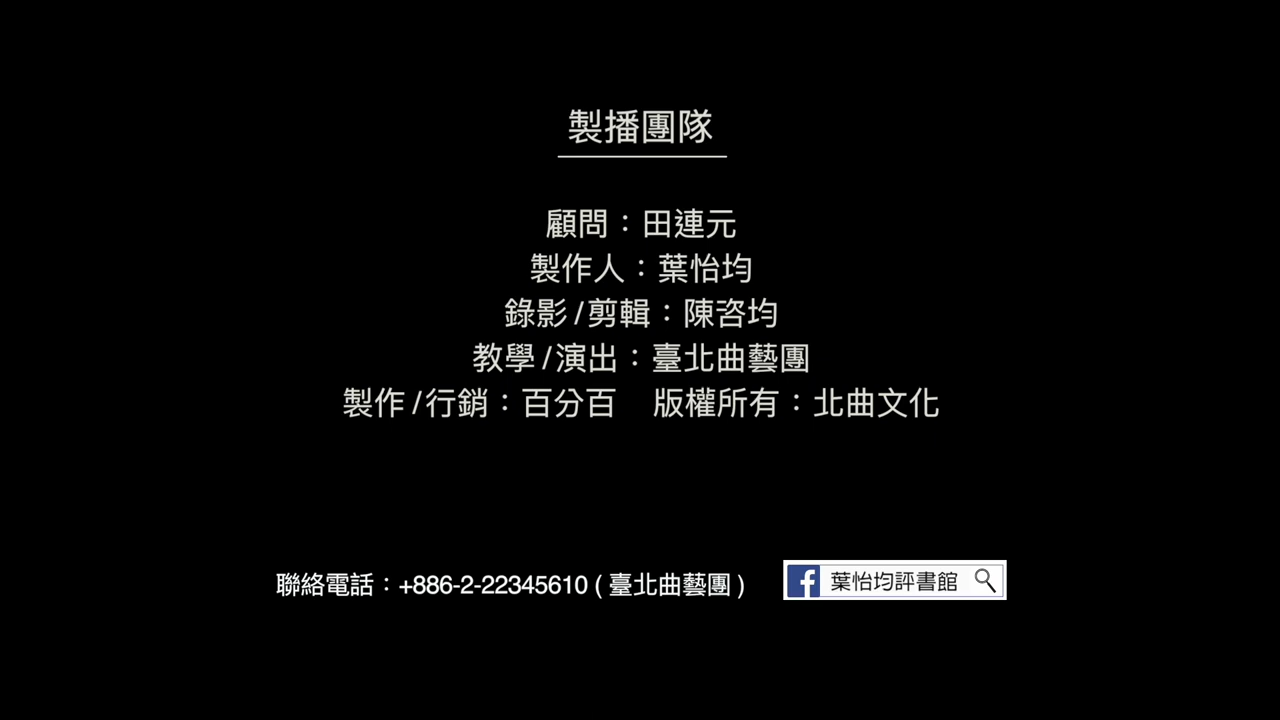 製播團隊
顧問：田連元
製作人：葉怡均
錄影/剪輯：陳咨均
教學/演出：臺北曲藝團
製作/行銷：百分百 版權所有：北曲文化
聯絡電話：+886-2-22345610 ( 臺北曲藝團 )
f 葉怡均評書館